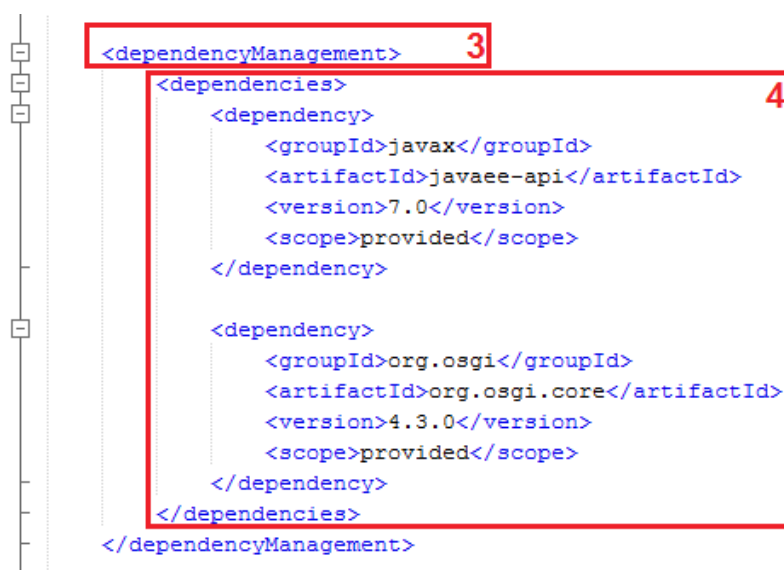 <dependencyManagement> 3
<dependencies> 4
<dependency>
<groupId>javax</groupId>
<artifactId>javaee-api</artifactId>
<version>7.0</version>
<scope>provided</scope>
</dependency>
<dependency>
<groupId>org.osgi</groupId>
<artifactId>org.osgi.core</artifactId>
<version>4.3.0</version>
<scope>provided</scope>
</dependency>
</dependencies>
</dependencyManagement>